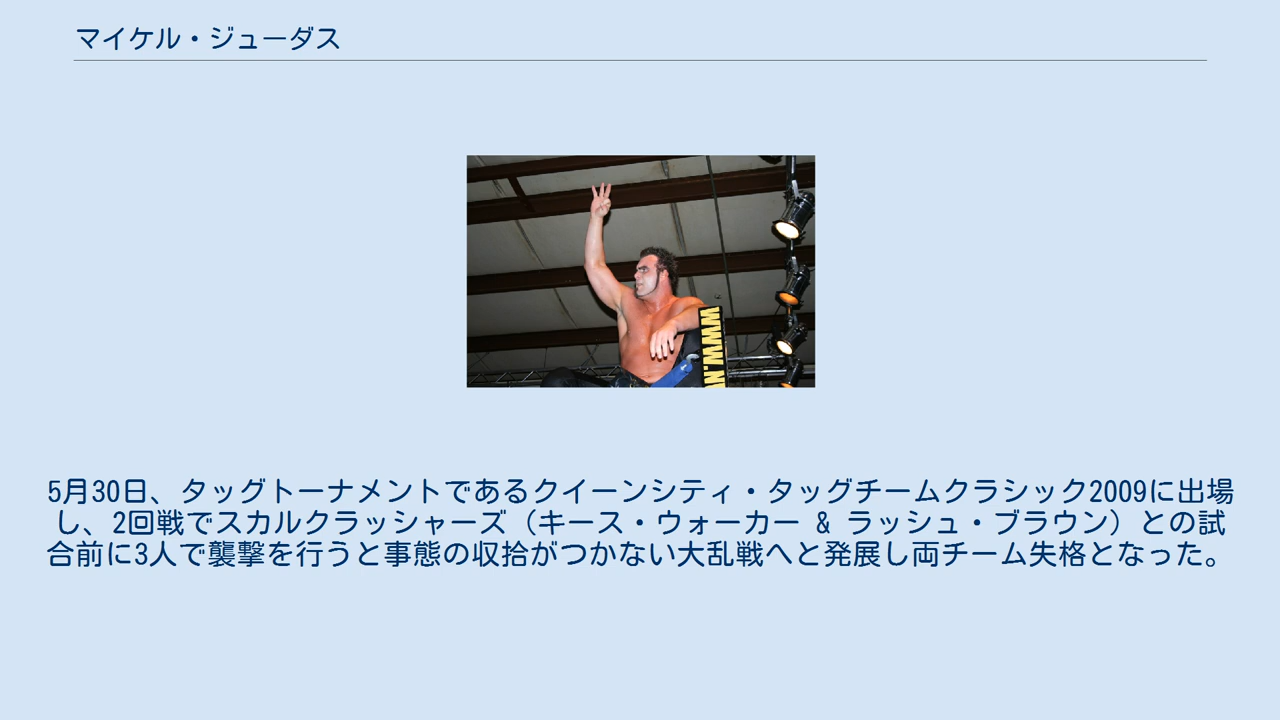 マイケル・ジューダス
WWW.N
5月30日、タッグトーナメントであるクイーンシティ・タッグチームクラシック2009に出場
し、2回戦でスカルクラッシャーズ（キース・ウォーカー & ラッシュ・ブラウン）との試
合前に3人で襲撃を行うと事態の収拾がつかない大乱戦へと発展し両チーム失格となった。